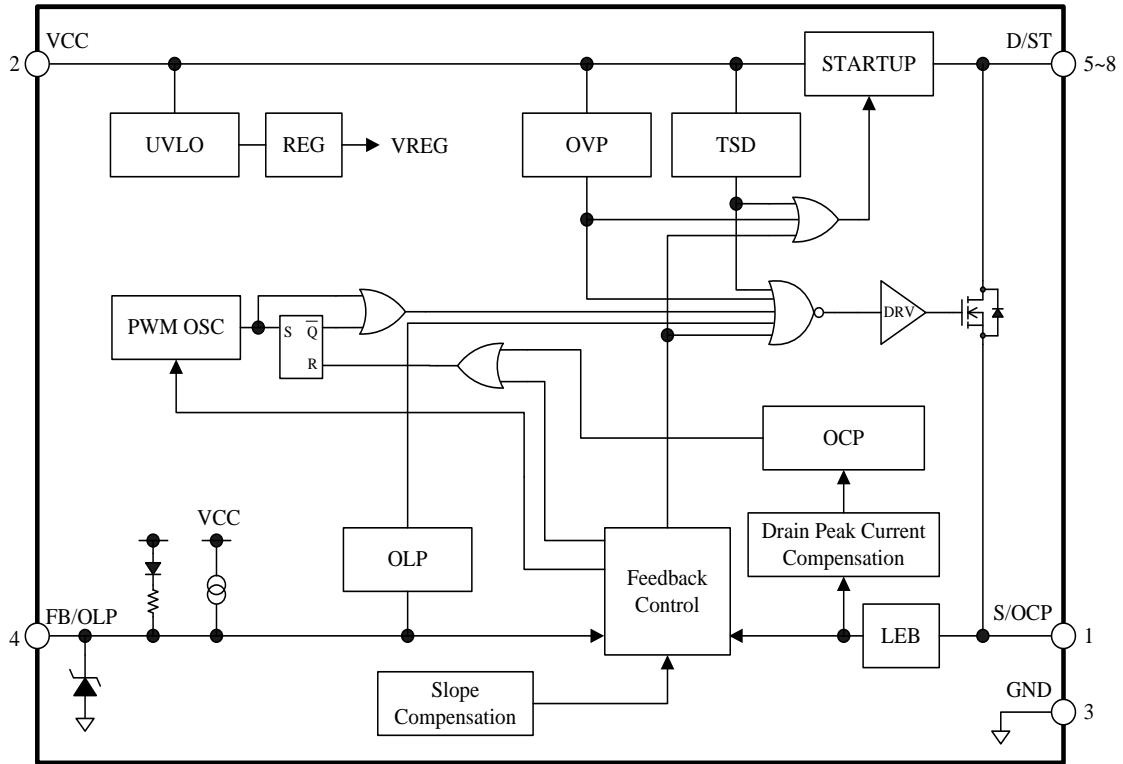 VCC
D/ST
2
STARTUP
5~8
UVLO
REG
VREG
OVP
TSD
PWM OSC
S
Q̅
R
DRV
OCP
VCC
OLP
Feedback
Control
Drain Peak Current
Compensation
FB/OLP
4
LEB
S/OCP
1
Slope
Compensation
GND
3